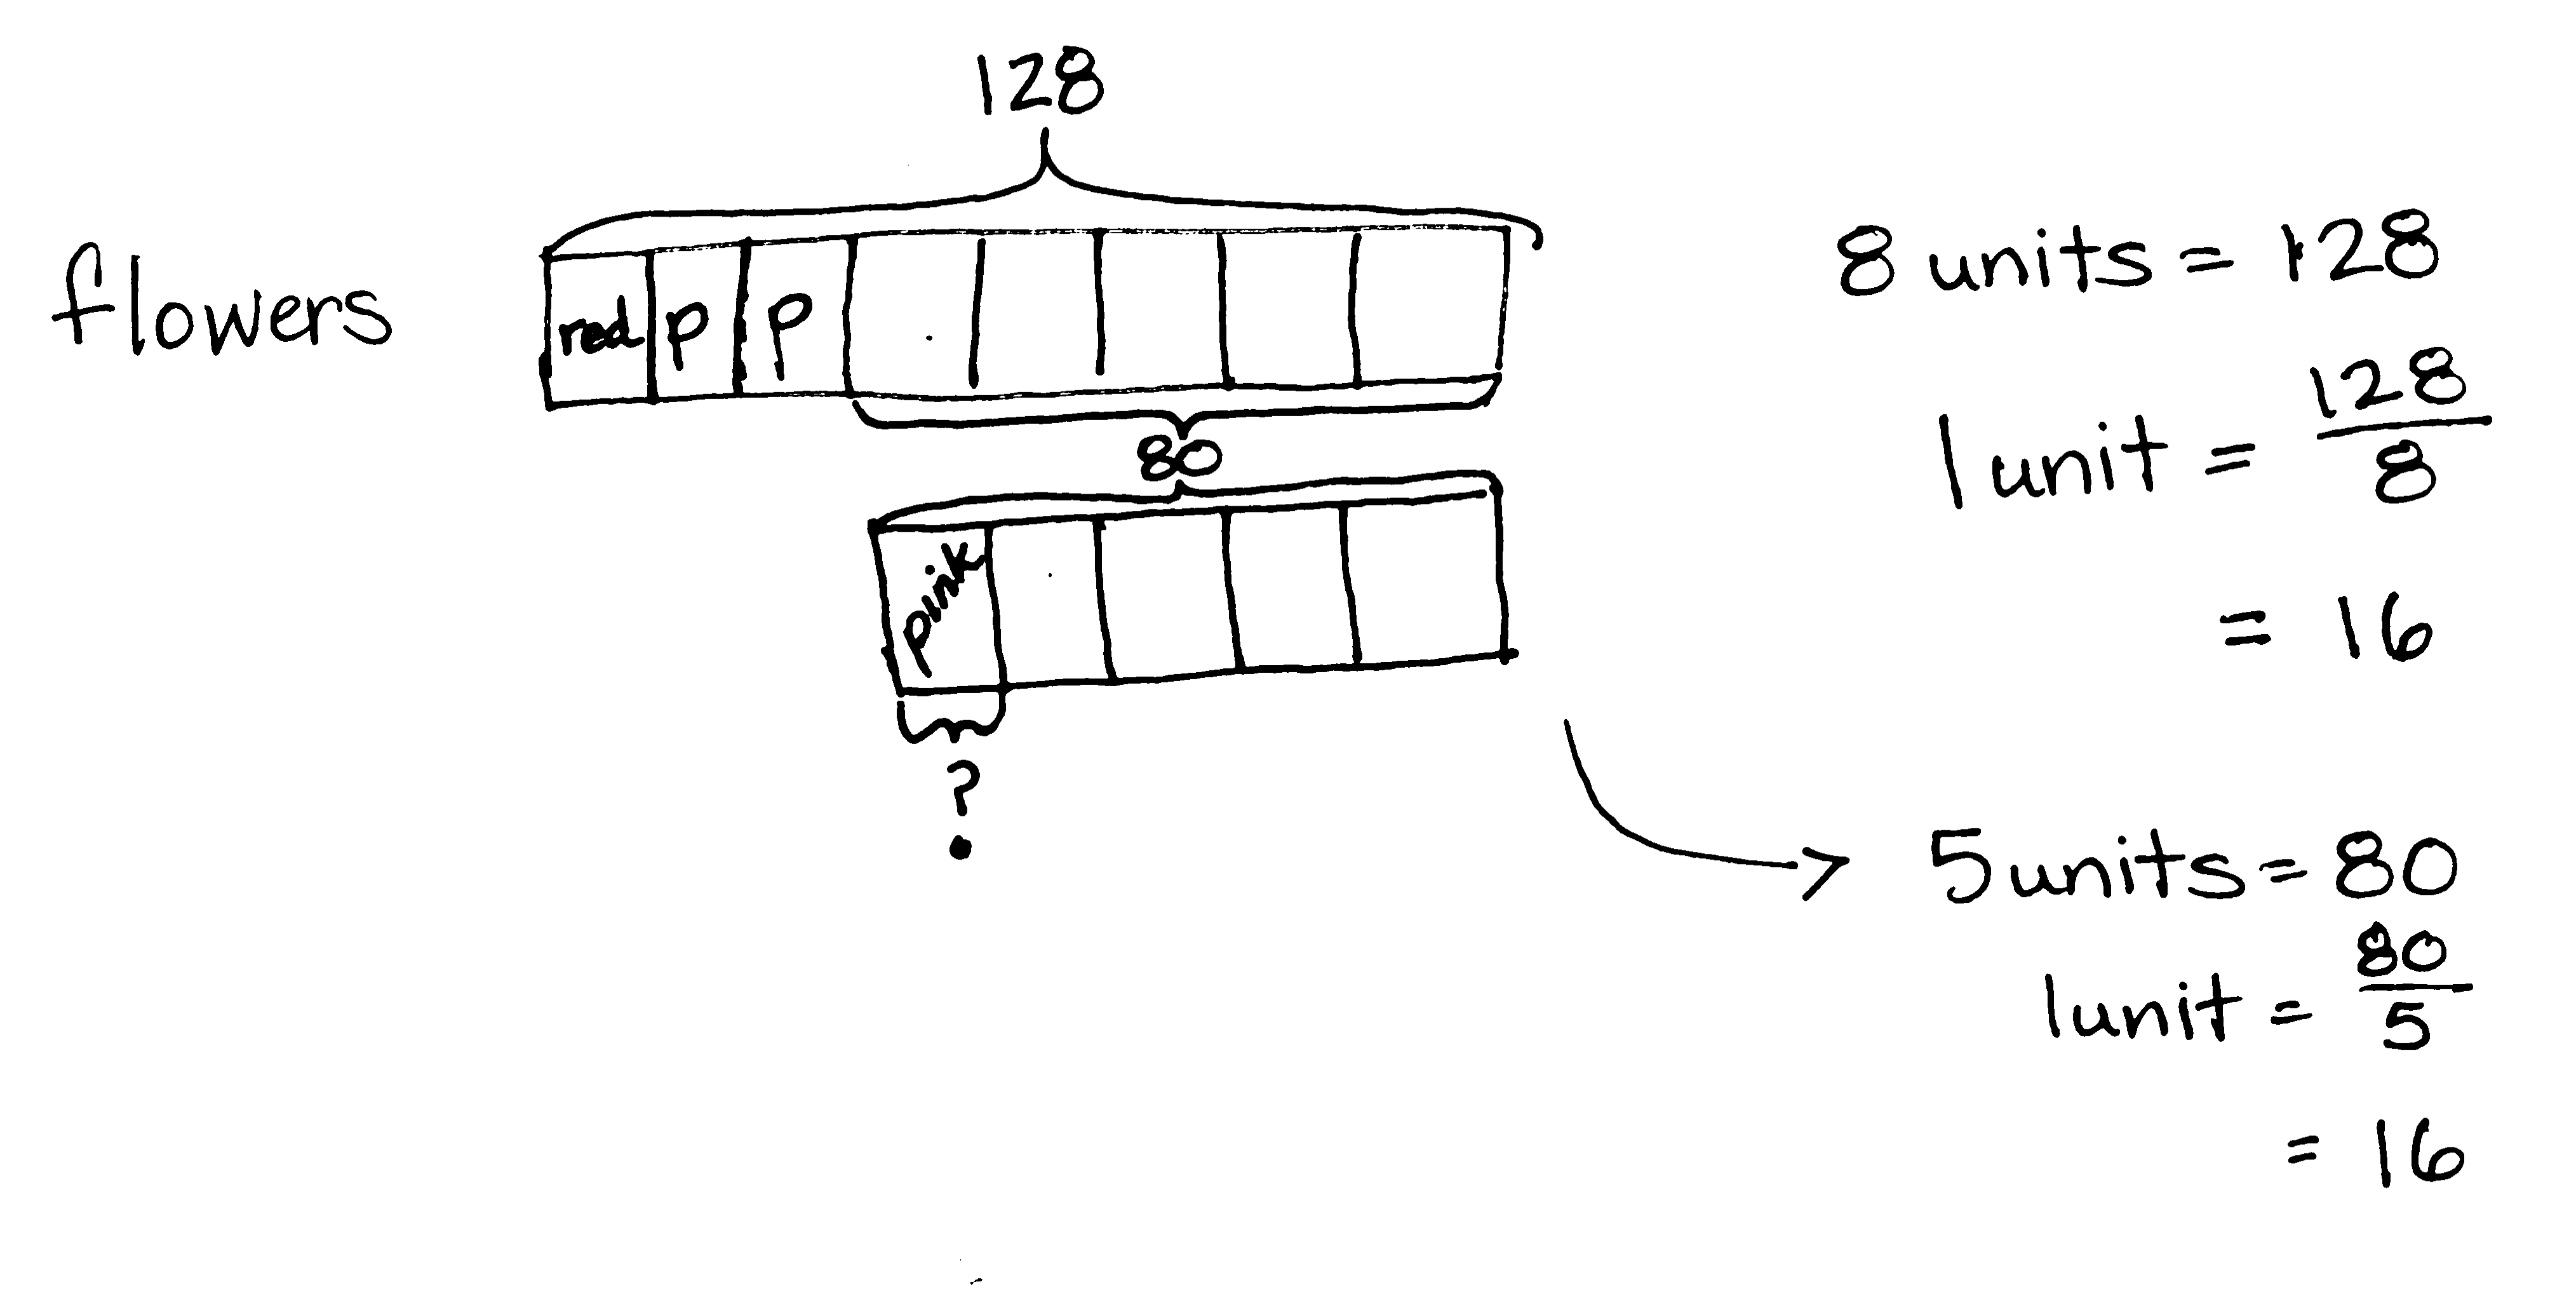 128
flowers
red p p
80
pink
?
8 units = 128
1 unit = 128/8
= 16
5 units = 80
1 unit = 80/5
= 16